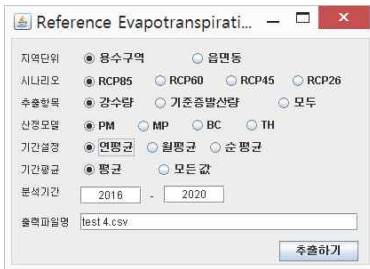 Reference Evapotranspirati...
지역단위 용수구역 읍면동
시나리오 RCP85 RCP60 RCP45 RCP26
추출항목 강수량 기준증발산량 모두
산정모델 PM MP BC TH
기간설정 연평균 월평균 순평균
기간평균 평균 모든값
분석기간 2016 - 2020
출력파일명 test 4.csv
추출하기